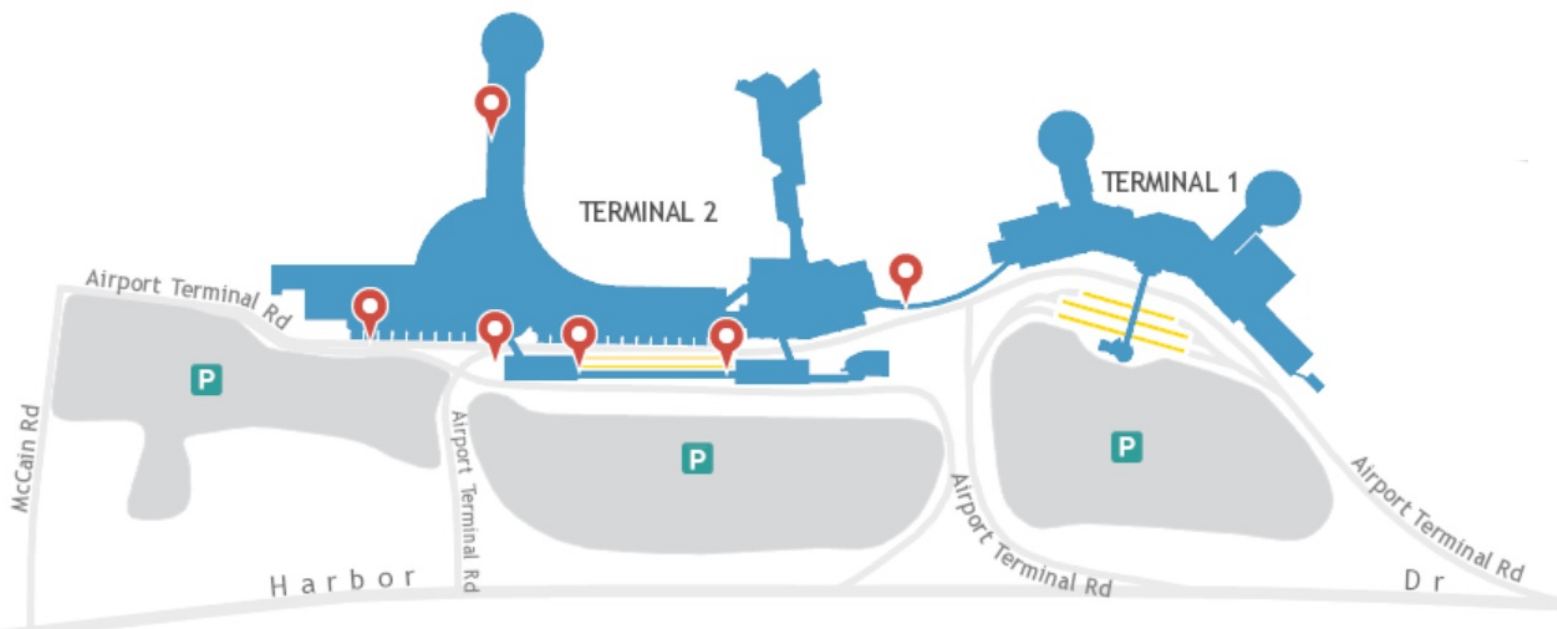 TERMINAL 1
TERMINAL 2
Airport Terminal Rd
P
McCain Rd
P
P
Airport Terminal Rd
Airport Terminal Rd
Airport Terminal Rd
Harbor
Dr